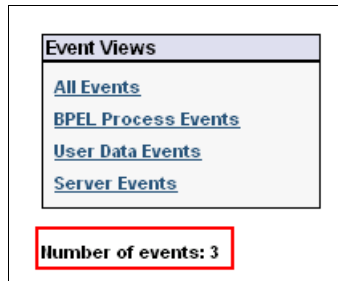 Event Views
All Events
BPEL Process Events
User Data Events
Server Events
Number of events: 3